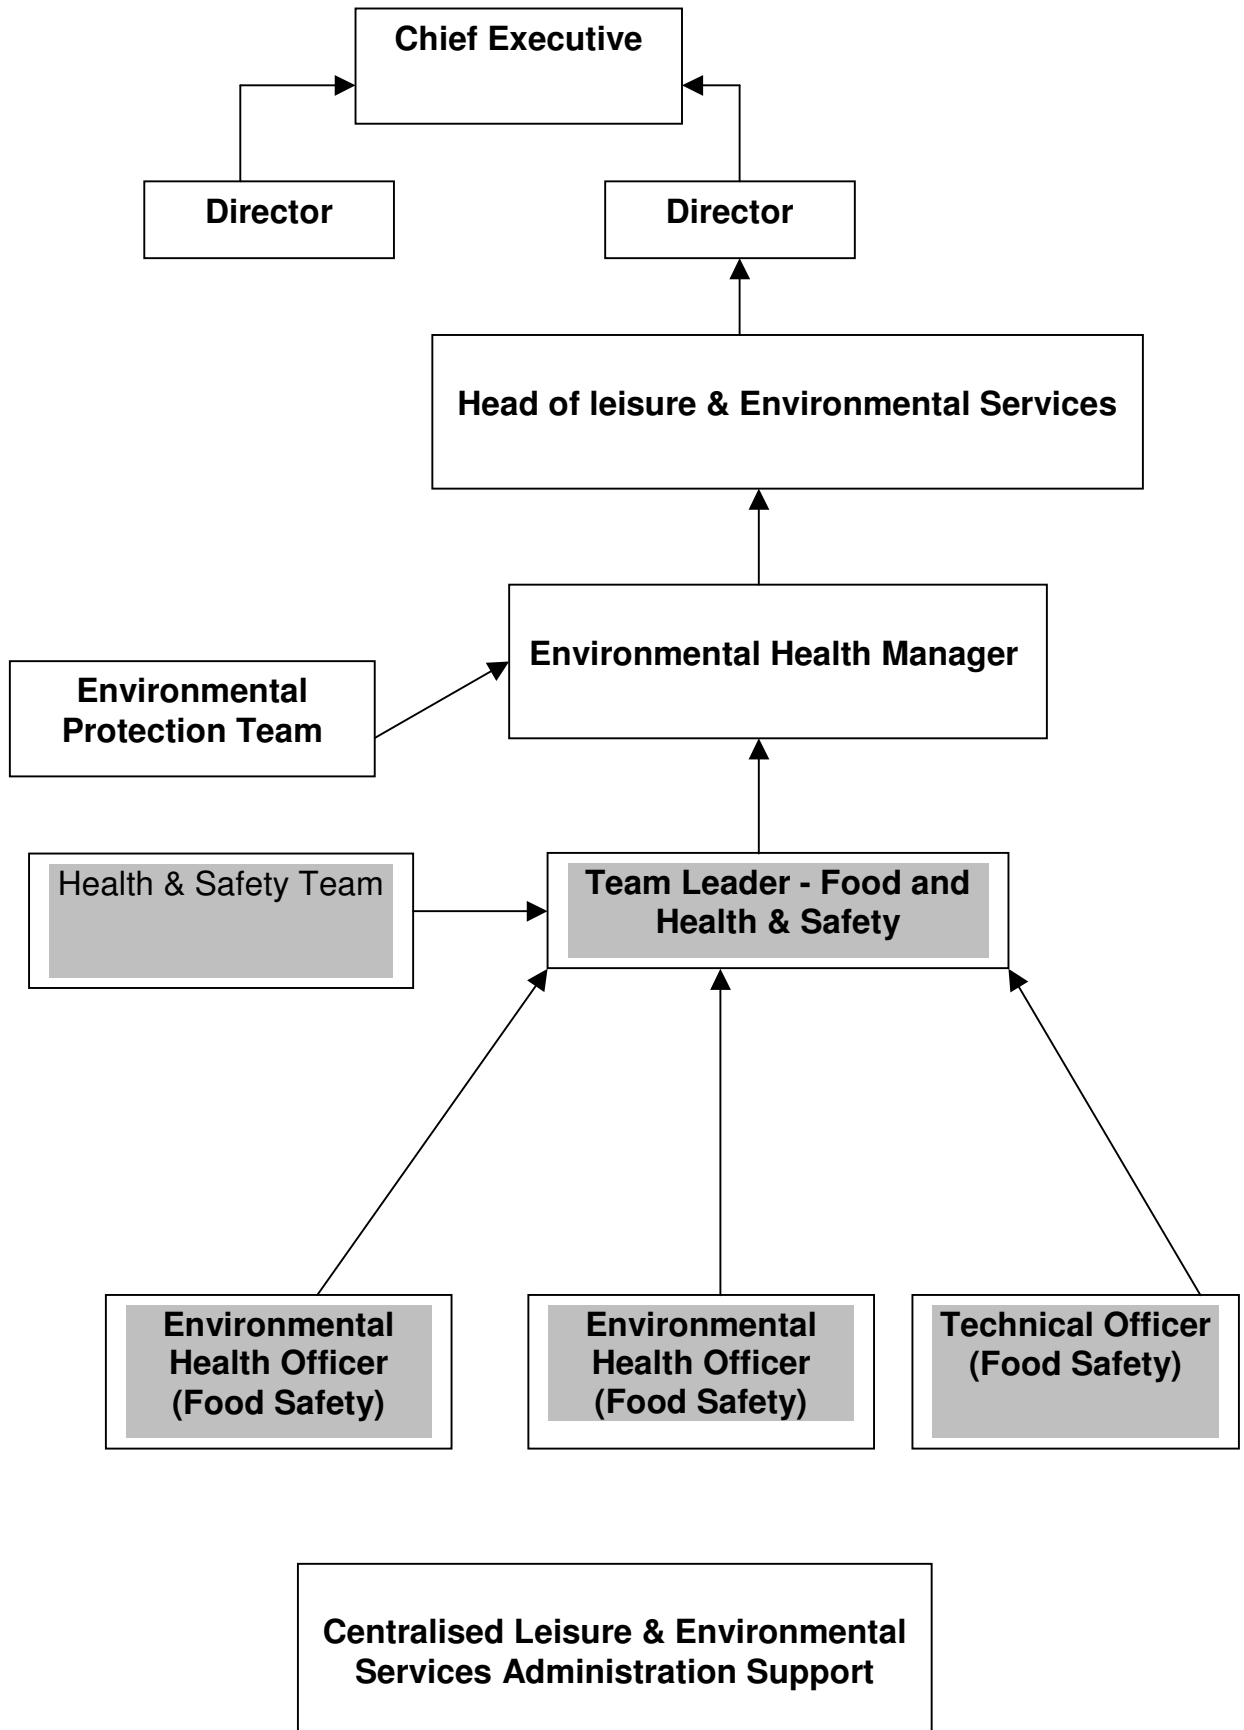 Chief Executive
Director
Director
Head of leisure & Environmental Services
Environmental Health Manager
Environmental
Protection Team
Health & Safety Team
Team Leader - Food and
Health & Safety
Environmental
Health Officer
(Food Safety)
Environmental
Health Officer
(Food Safety)
Technical Officer
(Food Safety)
Centralised Leisure & Environmental
Services Administration Support